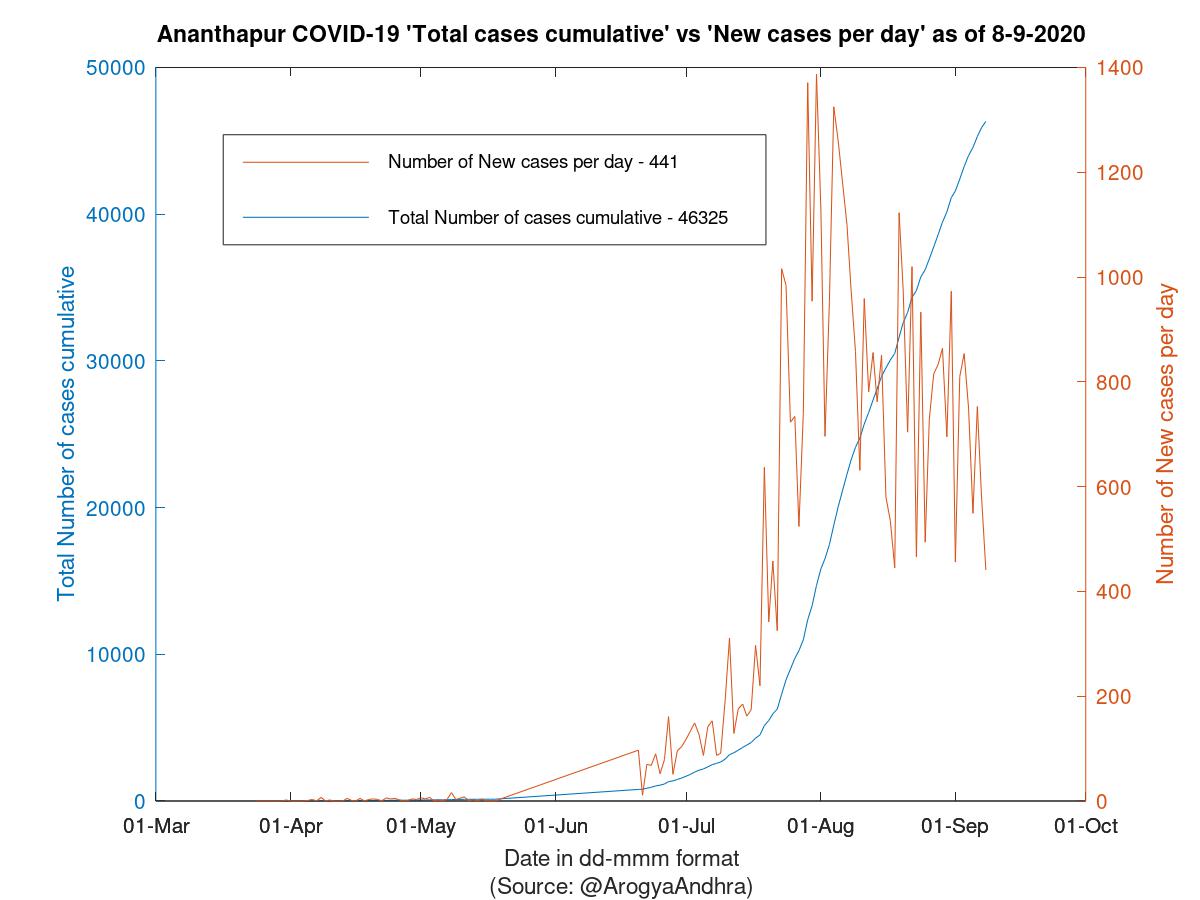 Ananthapur COVID-19 'Total cases cumulative' vs 'New cases per day' as of 8-9-2020
50000
40000
30000
20000
10000
0
Total Number of cases cumulative
Number of New cases per day - 441
Total Number of cases cumulative - 46325
1400
1200
1000
800
600
400
200
0
Number of New cases per day
01-Mar 01-Apr 01-May 01-Jun 01-Jul 01-Aug 01-Sep 01-Oct
Date in dd-mmm format
(Source: @ArogyaAndhra)